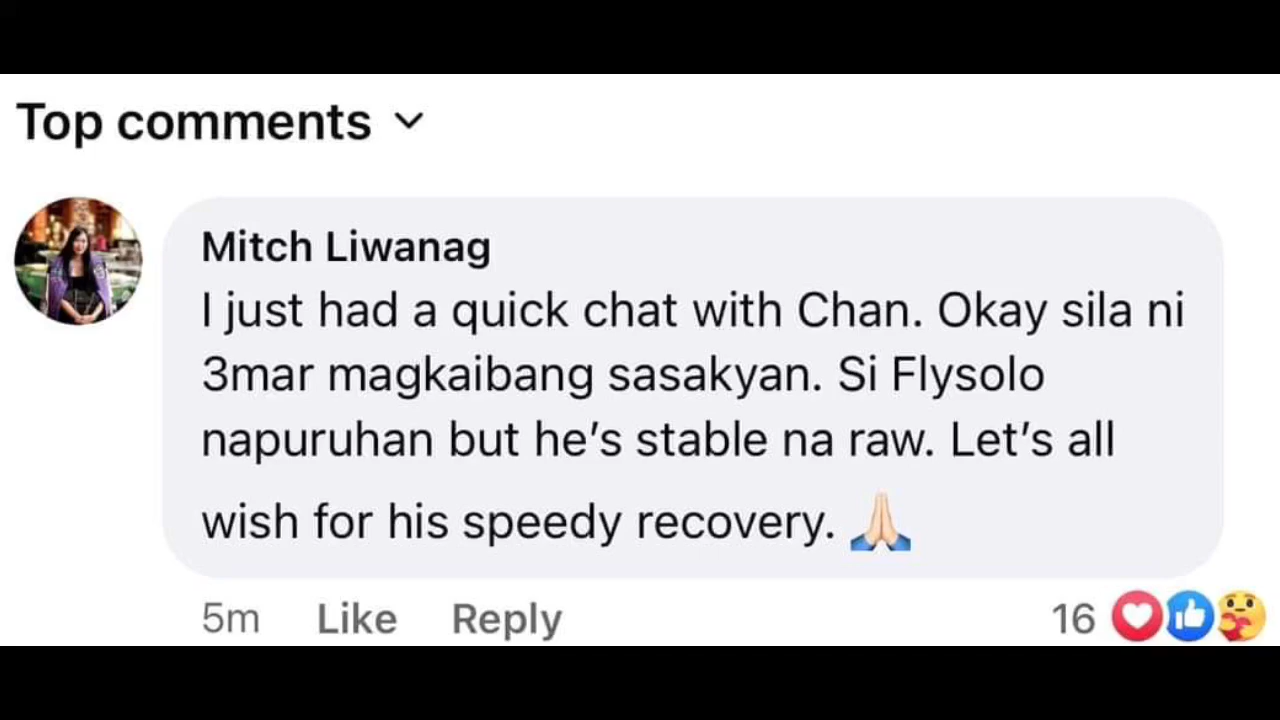 Top comments
Mitch Liwanag
I just had a quick chat with Chan. Okay sila ni
3mar magkaibang sasakyan. Si Flysolo
napuruhan but he's stable na raw. Let's all
wish for his speedy recovery. 🙏🏻
5m Like Reply 16